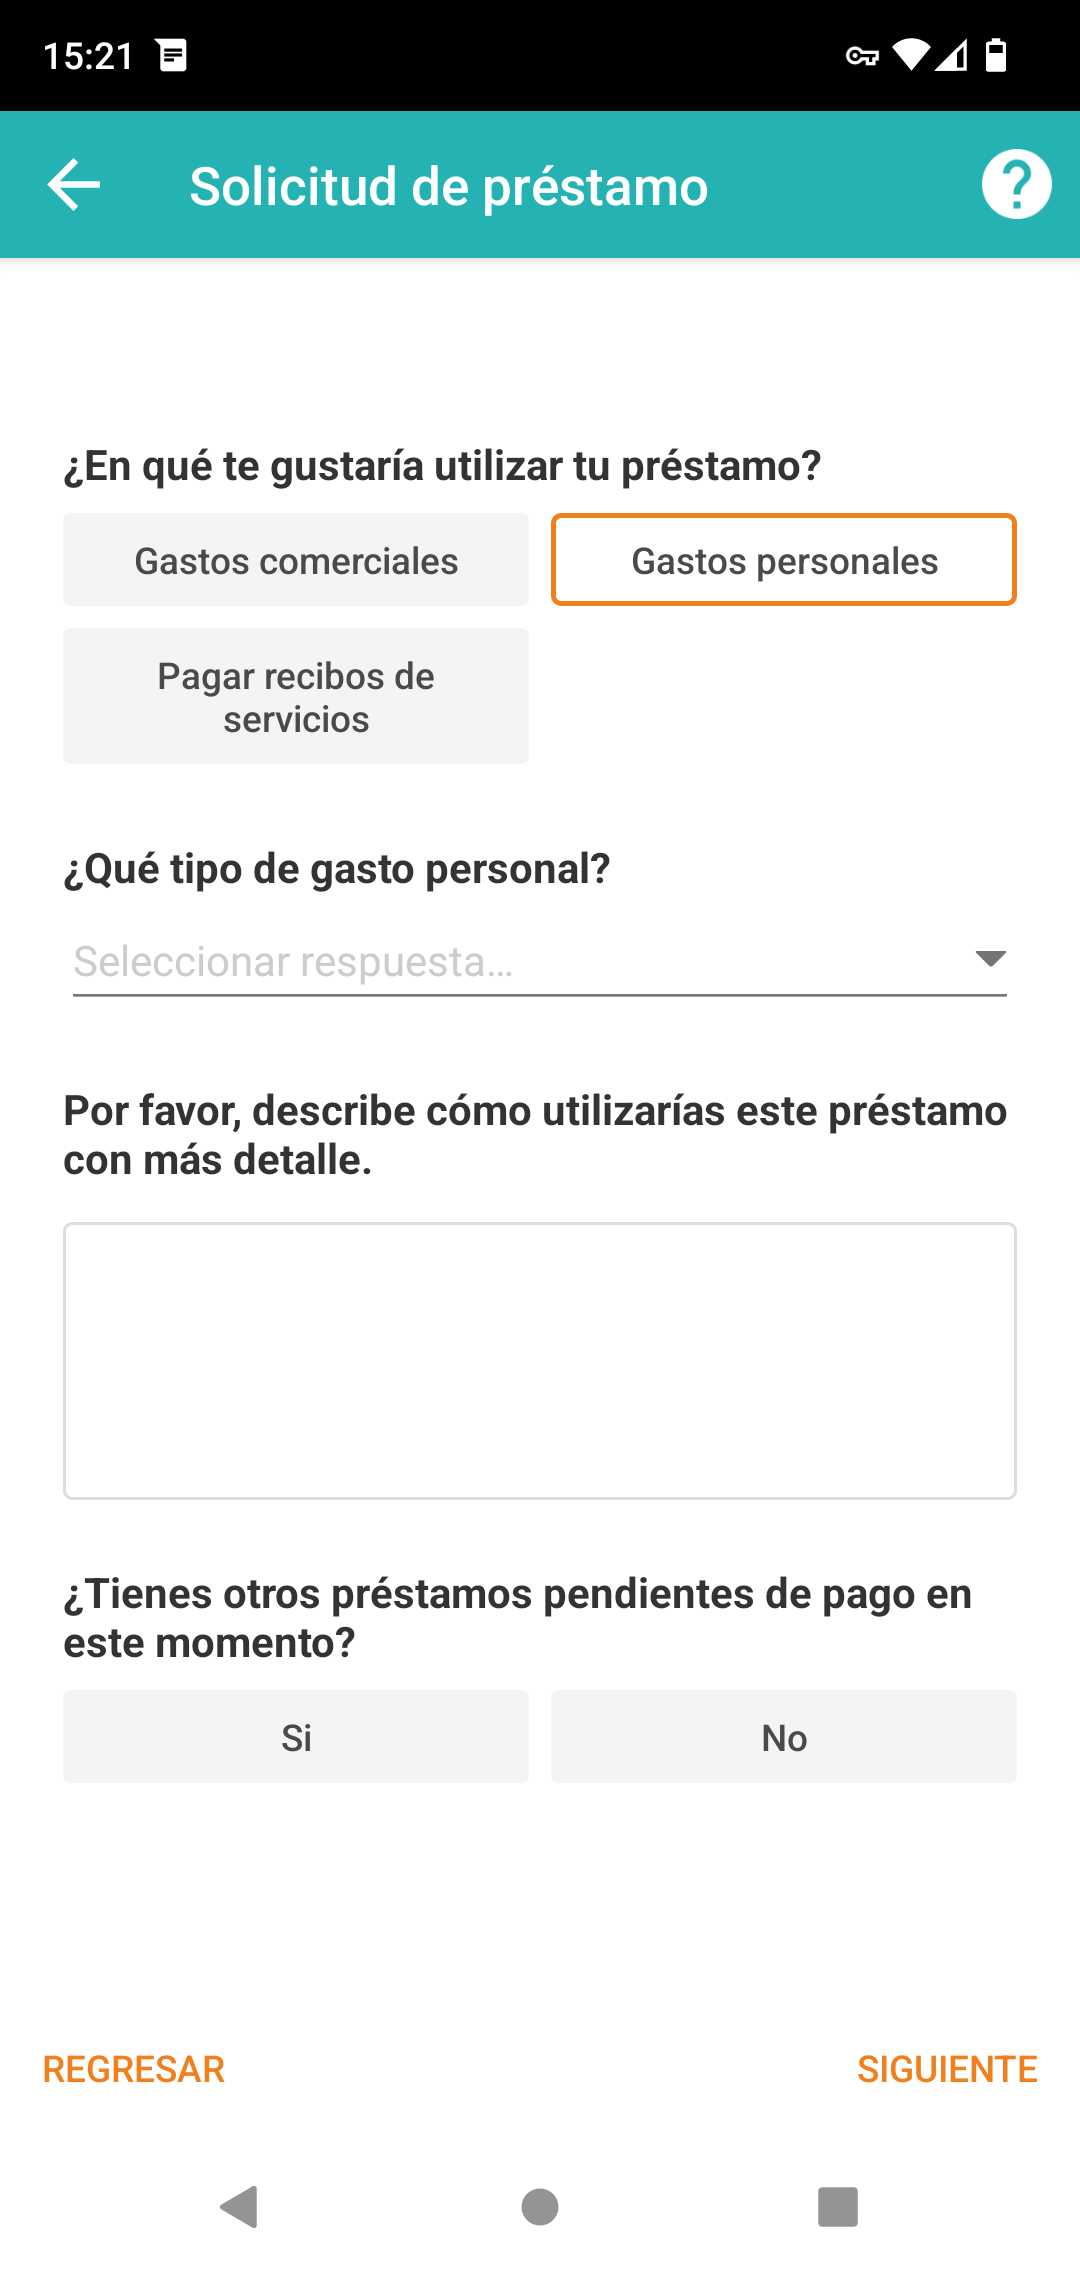 15:21
Solicitud de préstamo
?
¿En qué te gustaría utilizar tu préstamo?
Gastos comerciales
Gastos personales
Pagar recibos de
servicios
¿Qué tipo de gasto personal?
Seleccionar respuesta...
Por favor, describe cómo utilizarías este préstamo
con más detalle.
¿Tienes otros préstamos pendientes de pago en
este momento?
Si
No
REGRESAR
SIGUIENTE